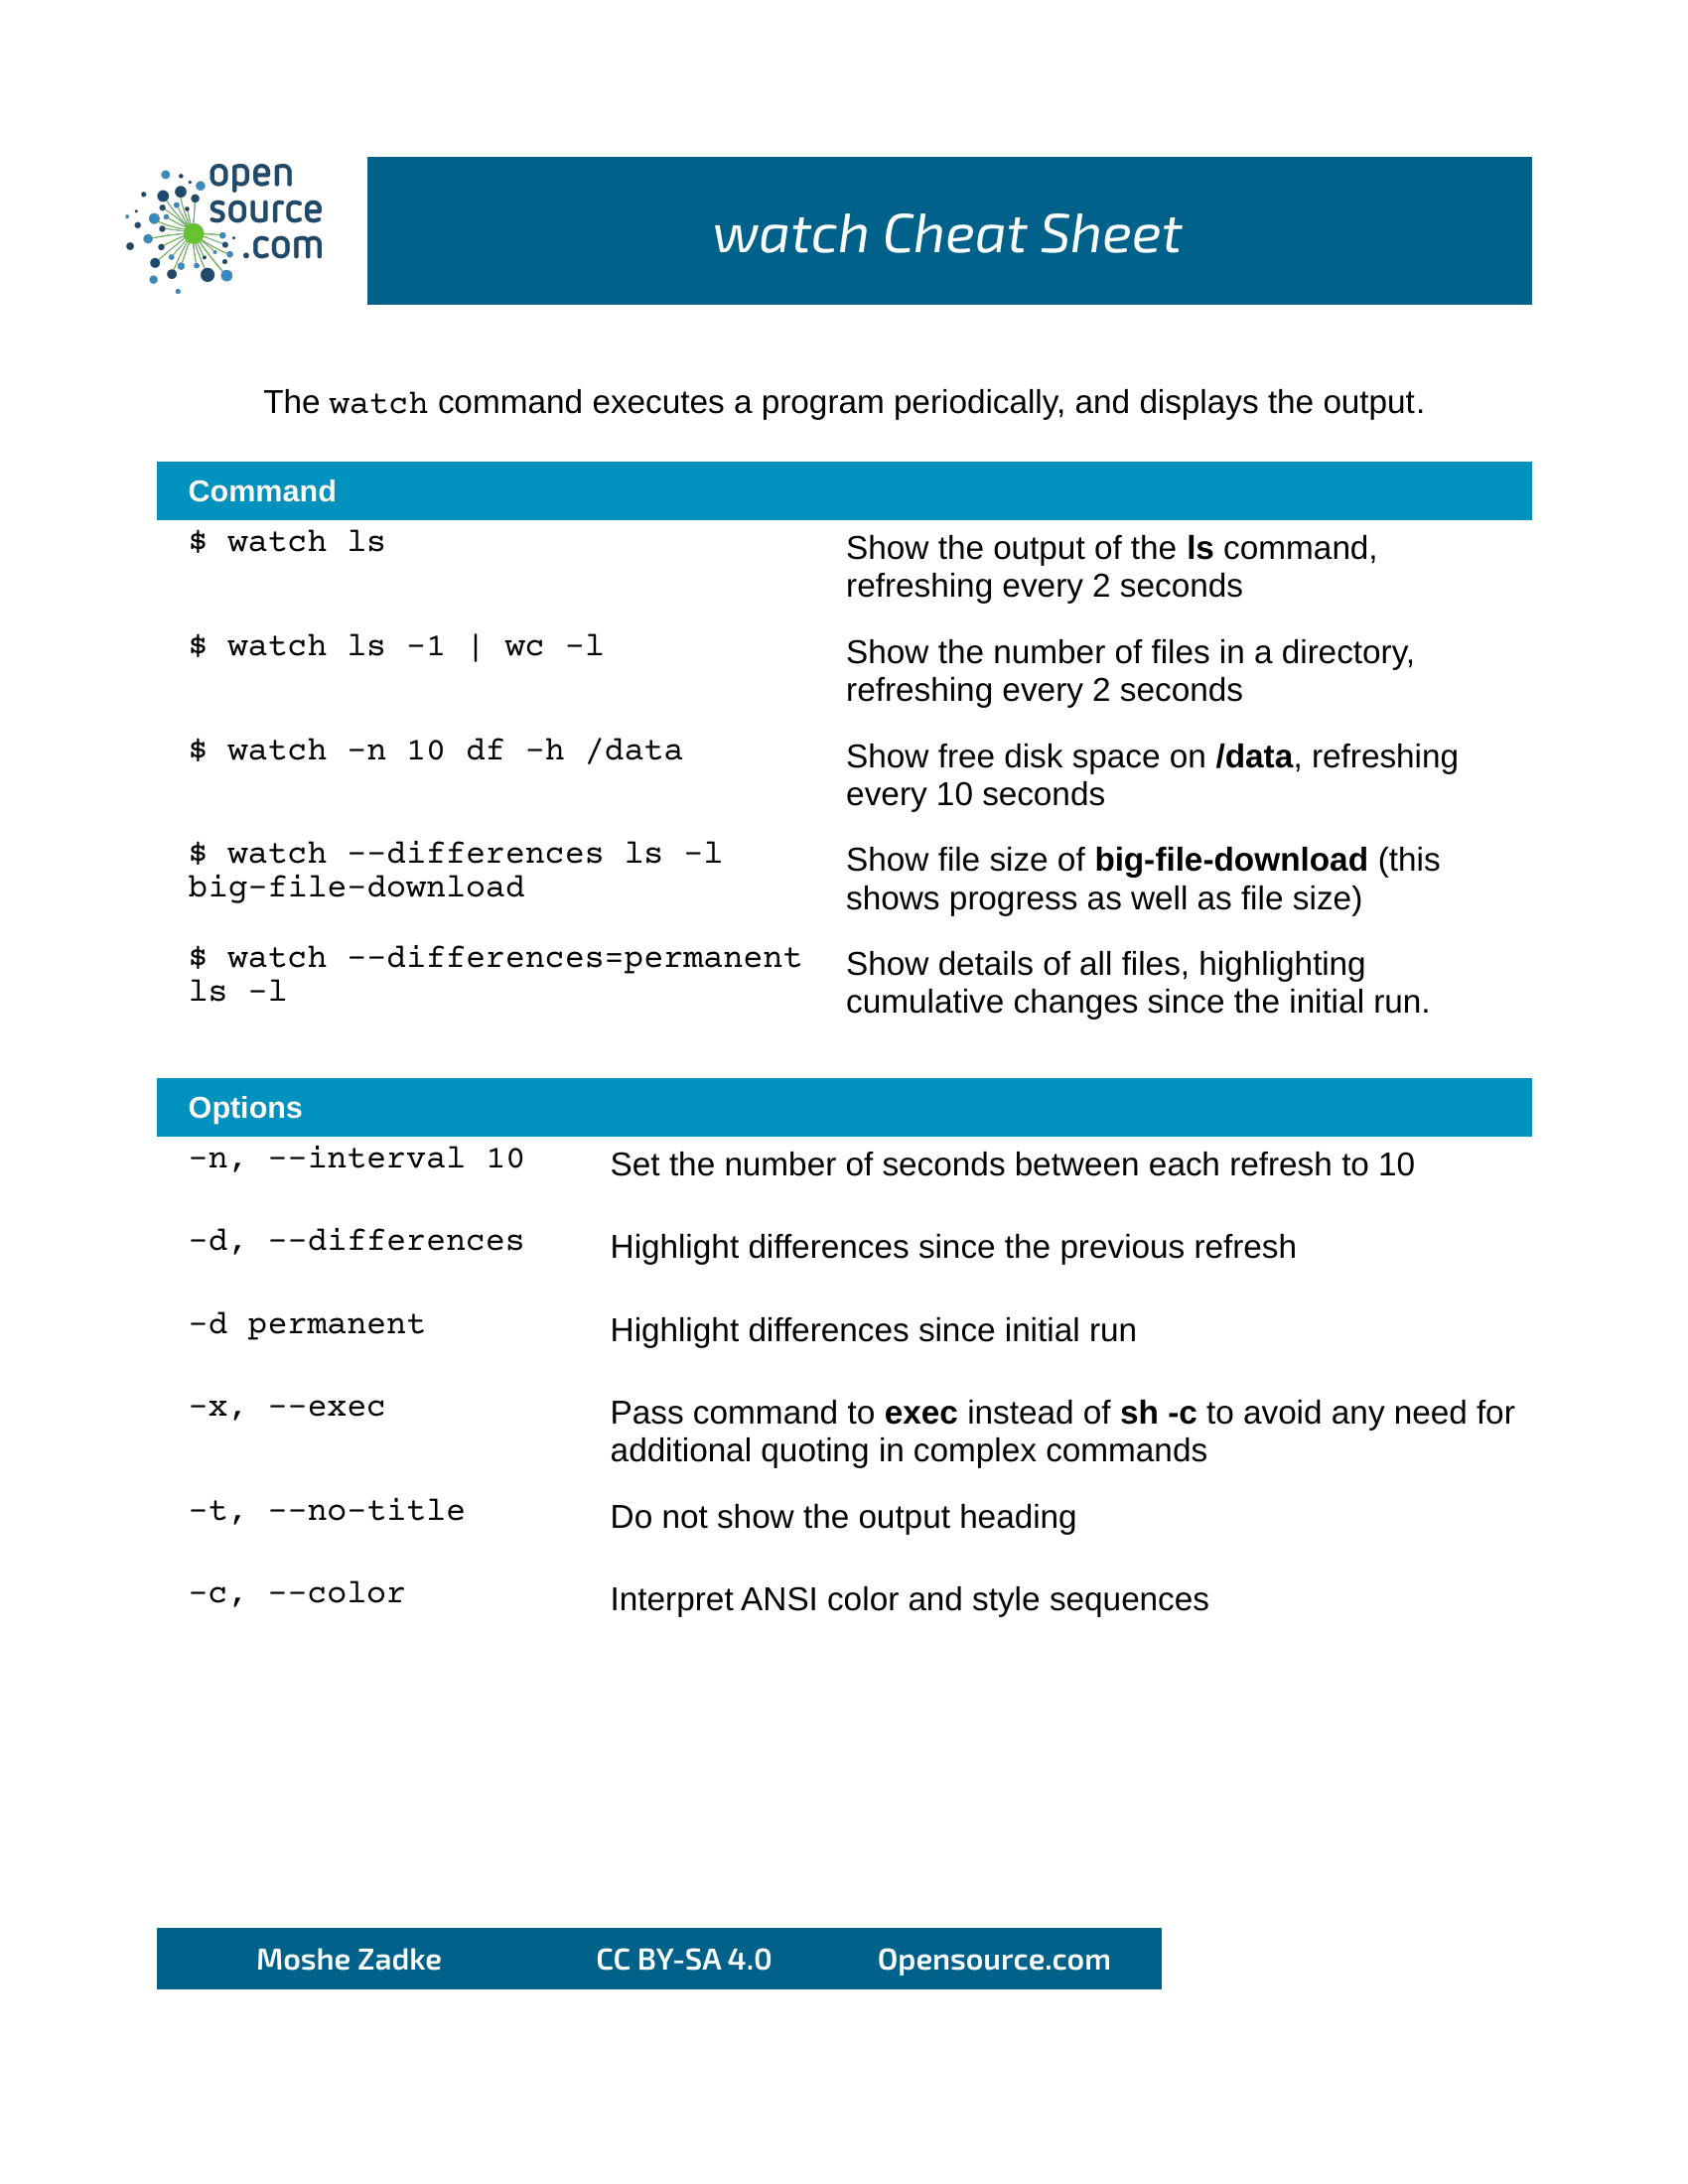 open
source
.com
watch Cheat Sheet
The watch command executes a program periodically, and displays the output.
Command
$ watch ls
Show the output of the ls command,
refreshing every 2 seconds
$ watch ls -1 | wc -l
Show the number of files in a directory,
refreshing every 2 seconds
$ watch -n 10 df -h /data
Show free disk space on /data, refreshing
every 10 seconds
$ watch --differences ls -l
big-file-download
Show file size of big-file-download (this
shows progress as well as file size)
$ watch --differences=permanent
ls -l
Show details of all files, highlighting
cumulative changes since the initial run.
Options
-n, --interval 10
Set the number of seconds between each refresh to 10
-d, --differences
Highlight differences since the previous refresh
-d permanent
Highlight differences since initial run
-x, --exec
Pass command to exec instead of sh -c to avoid any need for
additional quoting in complex commands
-t, --no-title
Do not show the output heading
-c, --color
Interpret ANSI color and style sequences
Moshe Zadke CC BY-SA 4.0 Opensource.com